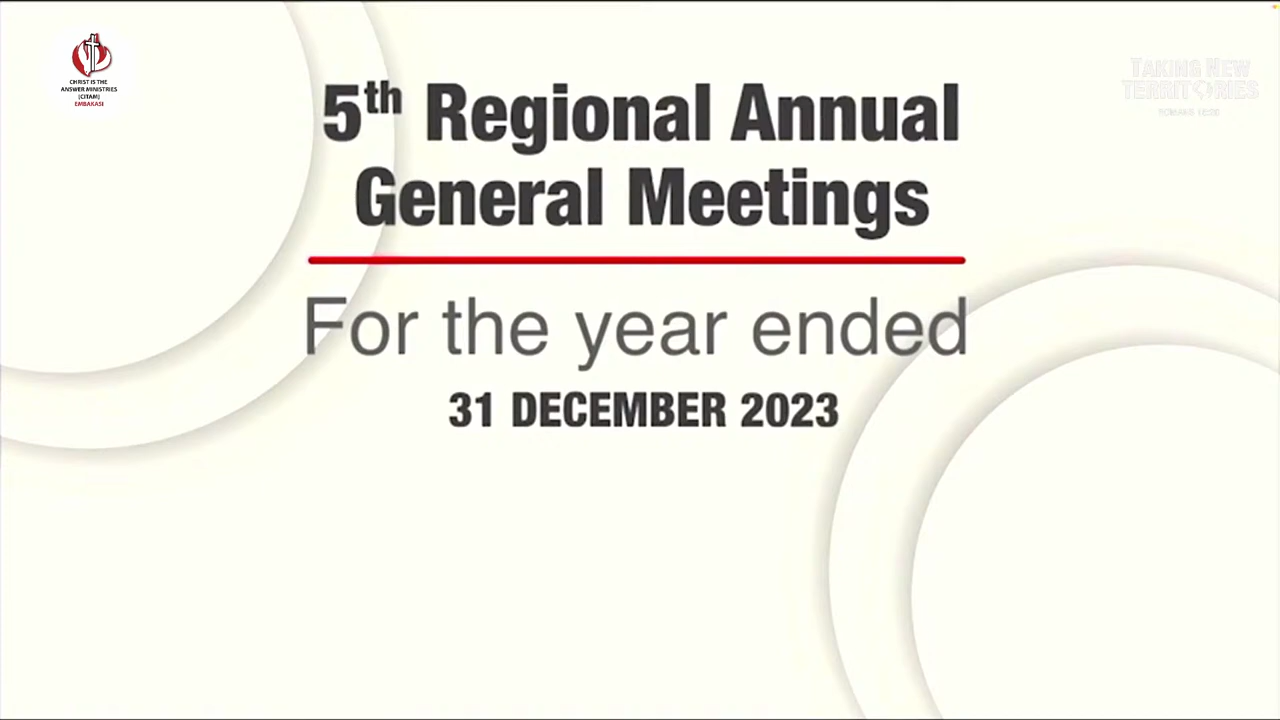 CHRIST IS THE
ANSWER MINISTRIES
[CITAM]
EMBAKASI
TAKING NEW
TERRITORIES
5th Regional Annual
General Meetings
For the year ended
31 DECEMBER 2023